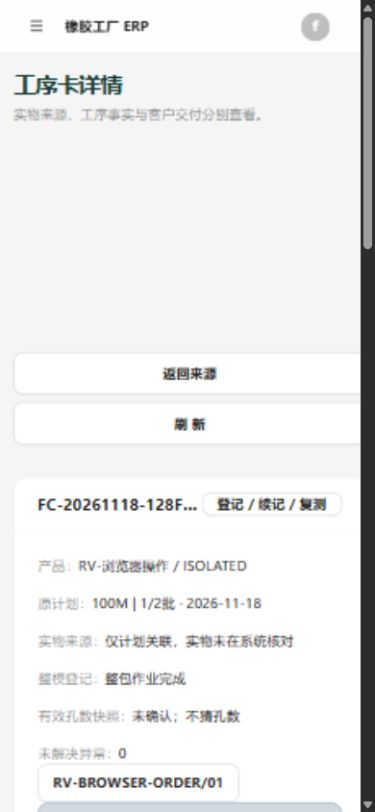 橡胶工厂 ERP
f
工序卡详情
实物来源、工序事实与客户交付分别查看。
返回来源
刷 新
FC-20261118-128F... 登记 / 续记 / 复测
产品：RV-浏览器操作 / ISOLATED
原计划：100M | 1/2批 · 2026-11-18
实物来源：仅计划关联，实物未在系统核对
整模登记：整包作业完成
有效孔数快照：未确认；不猜孔数
未解决异常：0
RV-BROWSER-ORDER/01